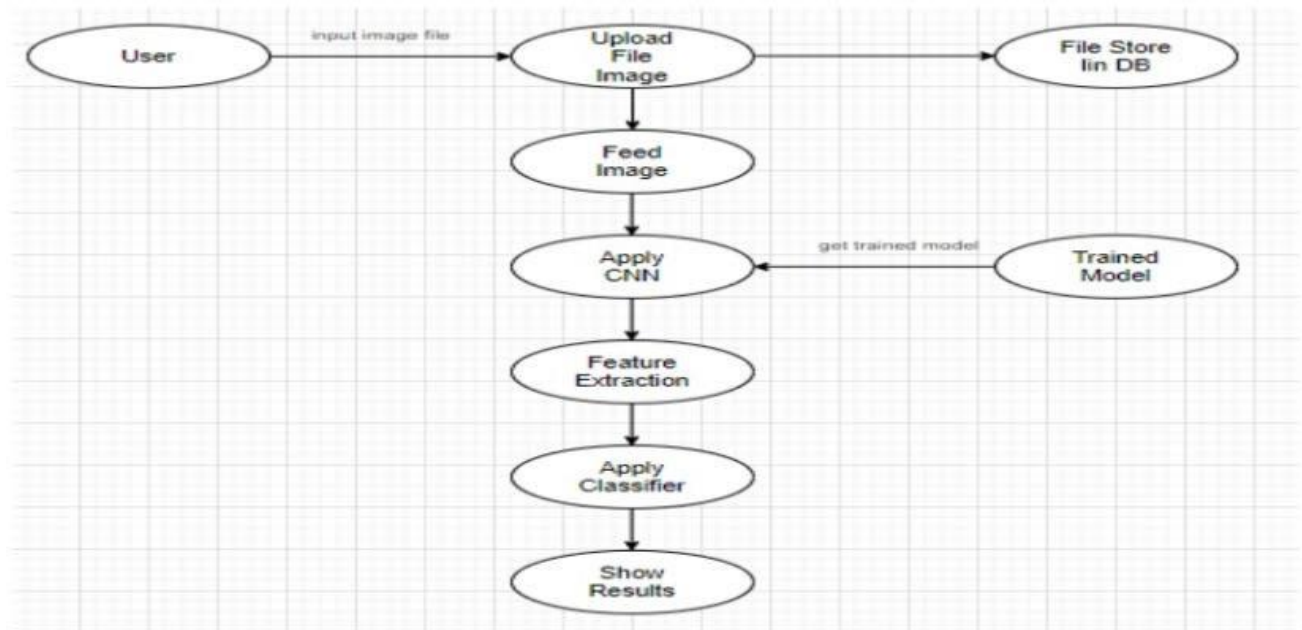 User
input image file
Upload
File
Image
File Store
Iin DB
Feed
Image
Apply
CNN
get trained model
Trained
Model
Feature
Extraction
Apply
Classifier
Show
Results